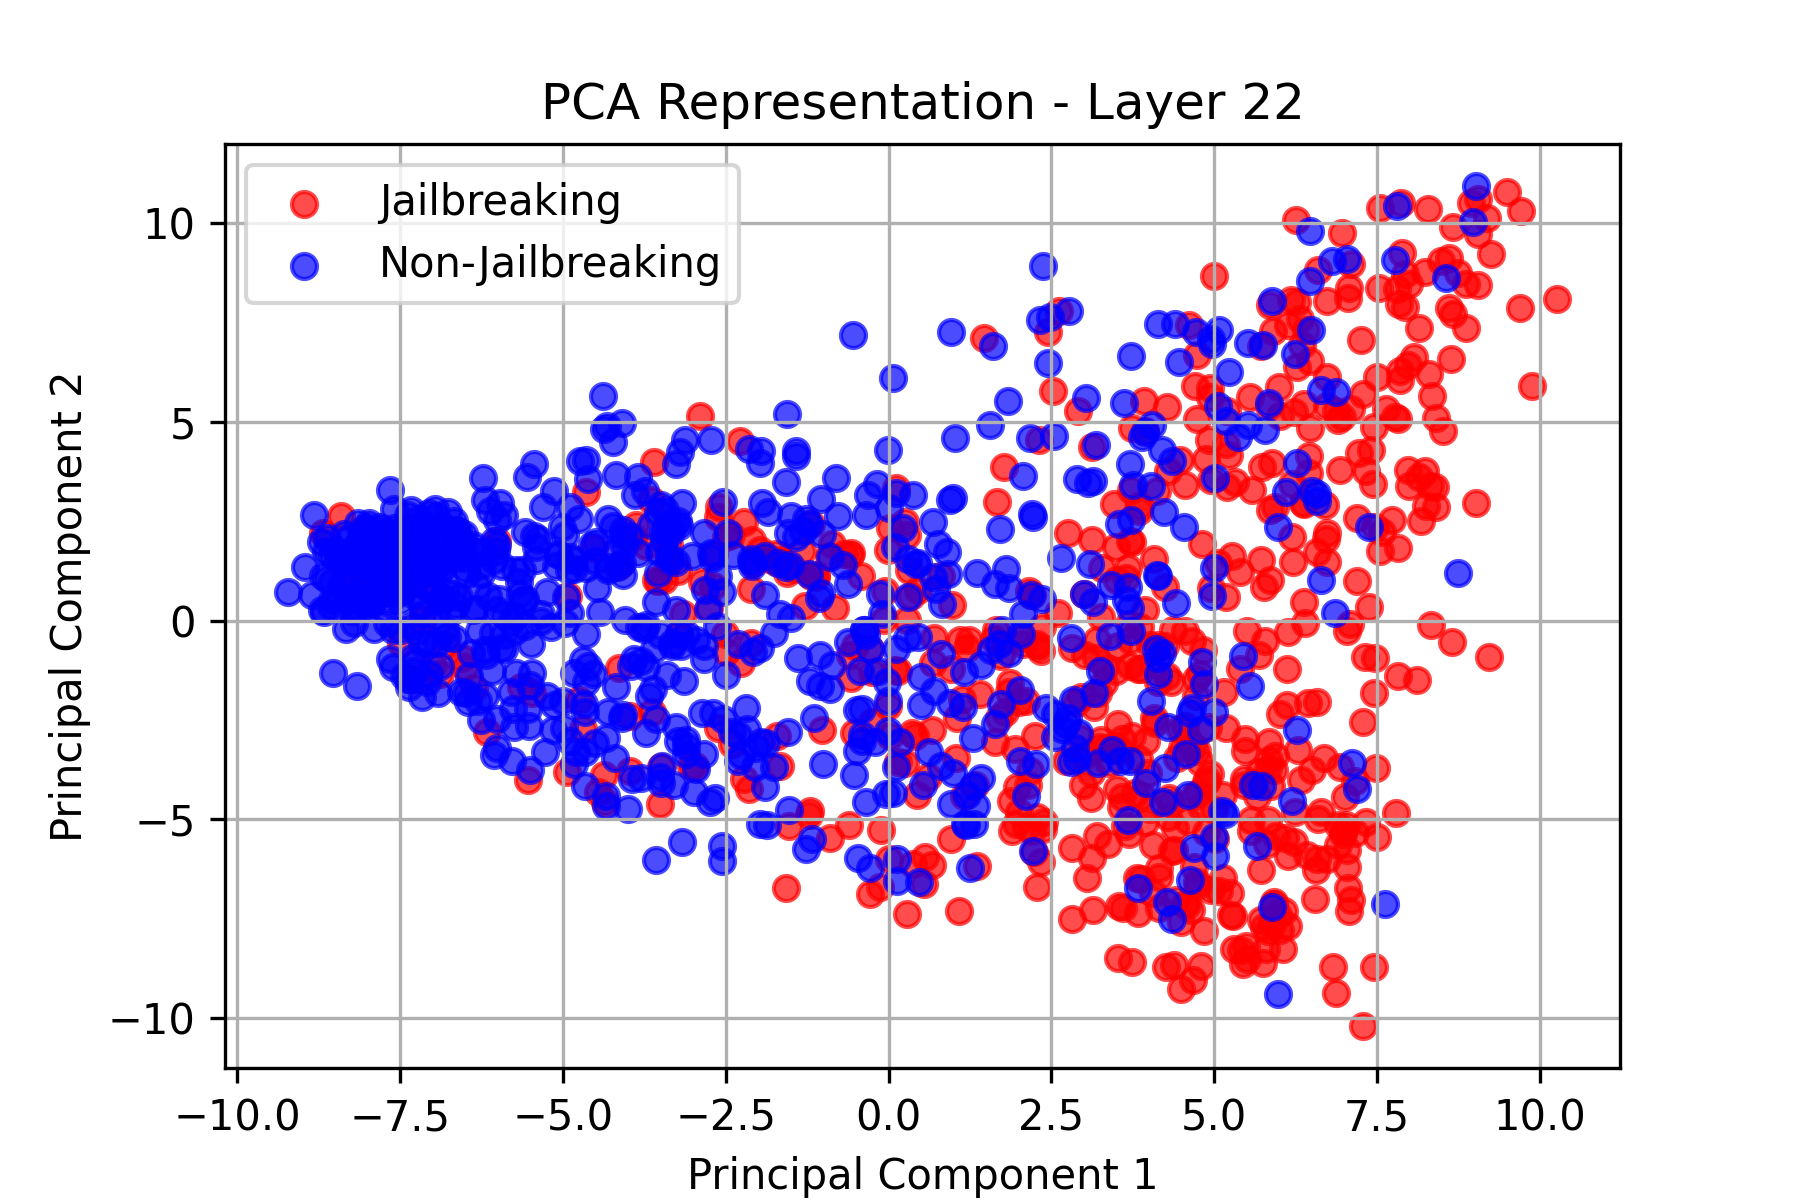 PCA Representation - Layer 22
Jailbreaking
Non-Jailbreaking
10
5
0
−5
−10
Principal Component 2
−10.0 −7.5 −5.0 −2.5 0.0 2.5 5.0 7.5 10.0
Principal Component 1